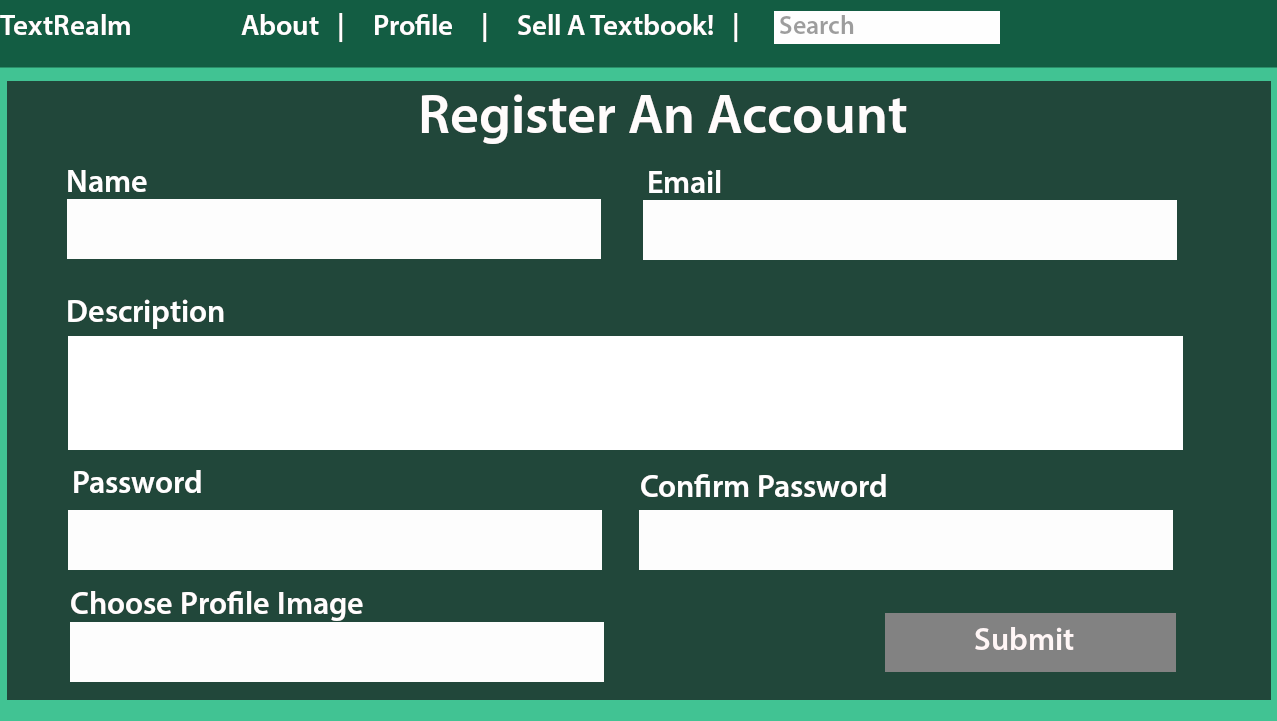 TextRealm About | Profile | Sell A Textbook! | Search
Register An Account
Name Email
Description
Password Confirm Password
Choose Profile Image
Submit